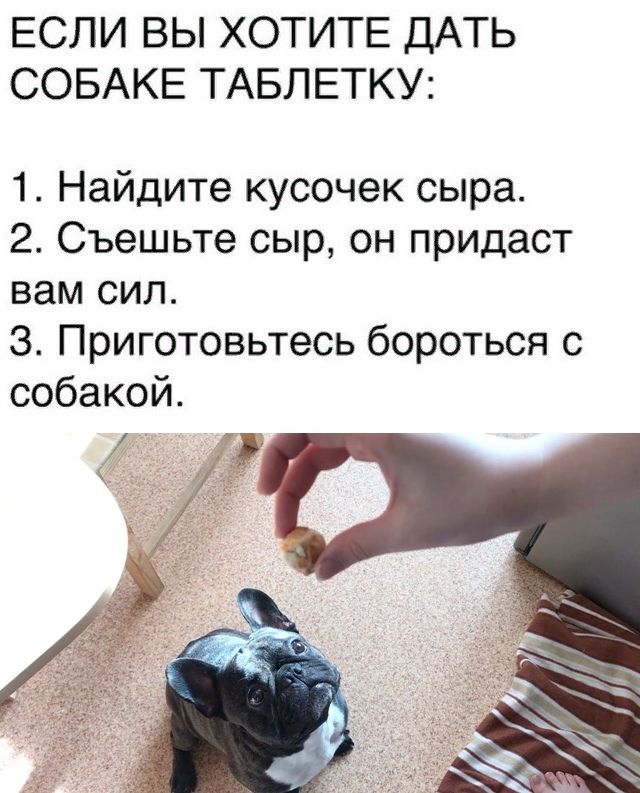 ЕСЛИ ВЫ ХОТИТЕ ДАТЬ
СОБАКЕ ТАБЛЕТКУ:
1. Найдите кусочек сыра.
2. Съешьте сыр, он придаст
вам сил.
3. Приготовьтесь бороться с
собакой.